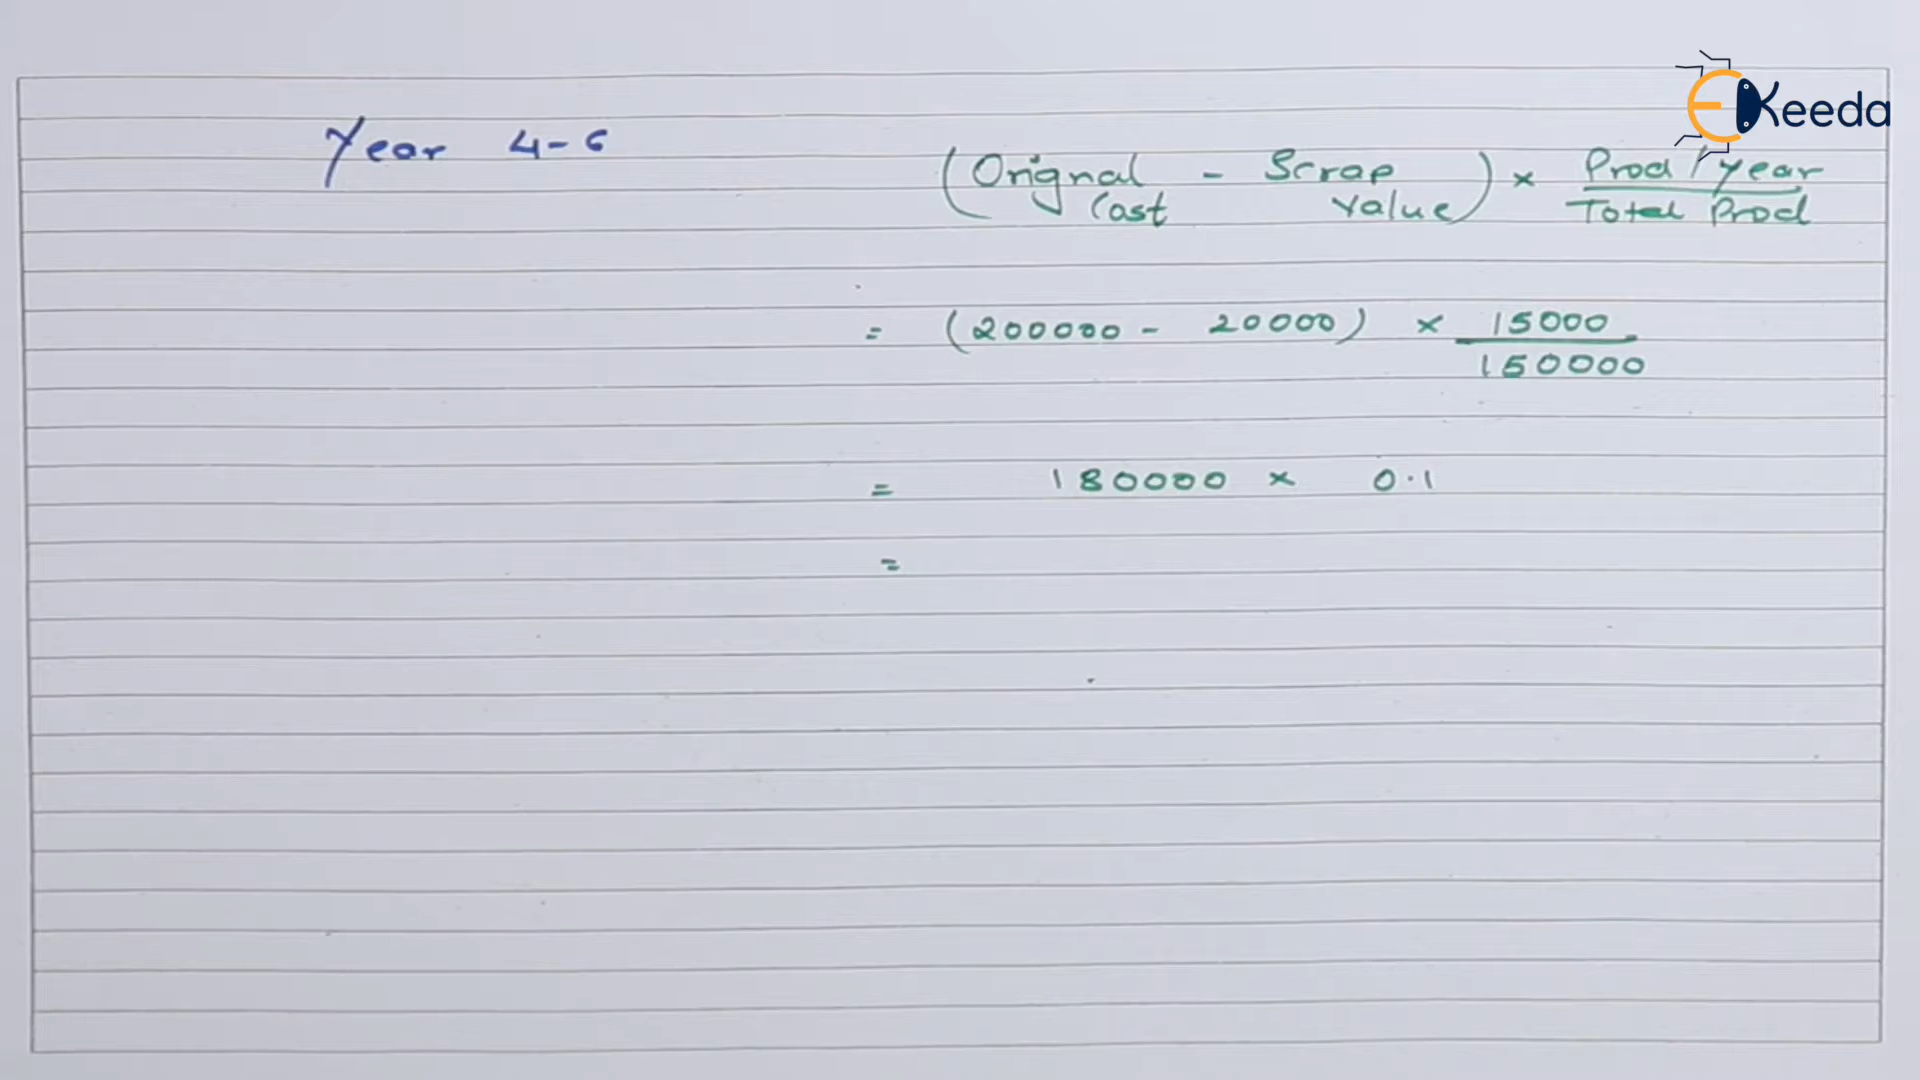 EKeeda
Year 4-6
(Orignal - Scrap ) × Prod/year
Cost Value Total Prod
= (200000 - 20000) × 15000
150000
= 180000 × 0.1
=